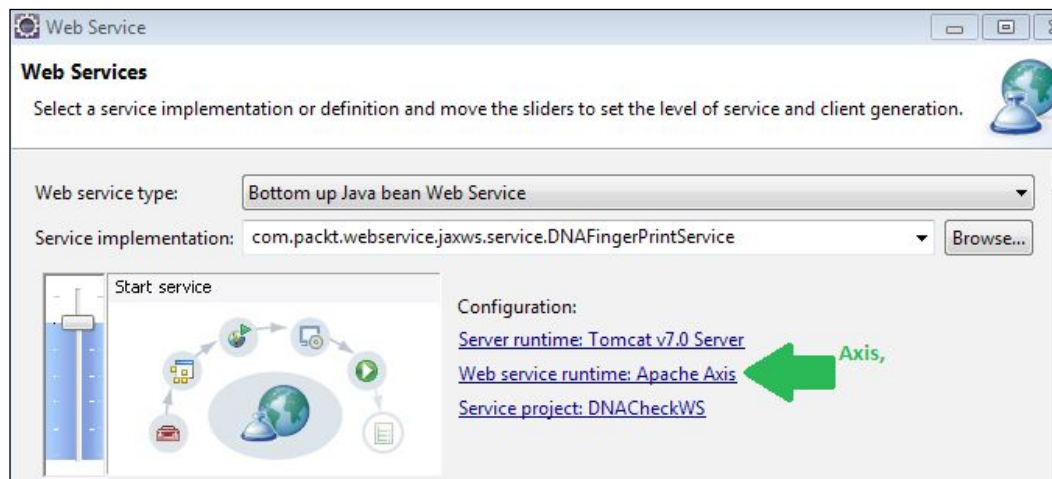 Web Service
Web Services
Select a service implementation or definition and move the sliders to set the level of service and client generation.
Web service type:
Bottom up Java bean Web Service
Service implementation:
com.packt.webservice.jaxws.service.DNAFingerPrintService
Browse...
Start service
Configuration:
Server runtime: Tomcat v7.0 Server
Web service runtime: Apache Axis
Axis,
Service project: DNACheckWS